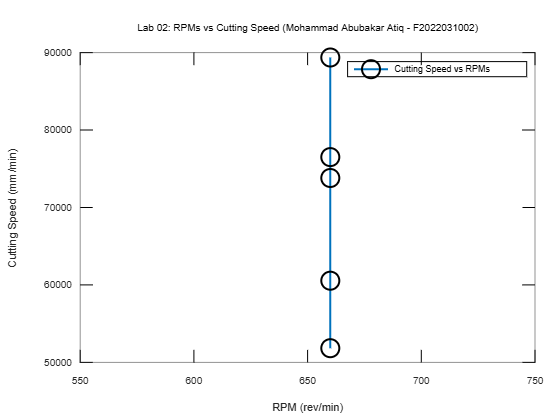 Lab 02: RPMs vs Cutting Speed (Mohammad Abubakar Atiq - F2022031002)
90000
Cutting Speed vs RPMs
80000
70000
60000
50000
Cutting Speed (mm/min)
550 600 650 700 750
RPM (rev/min)